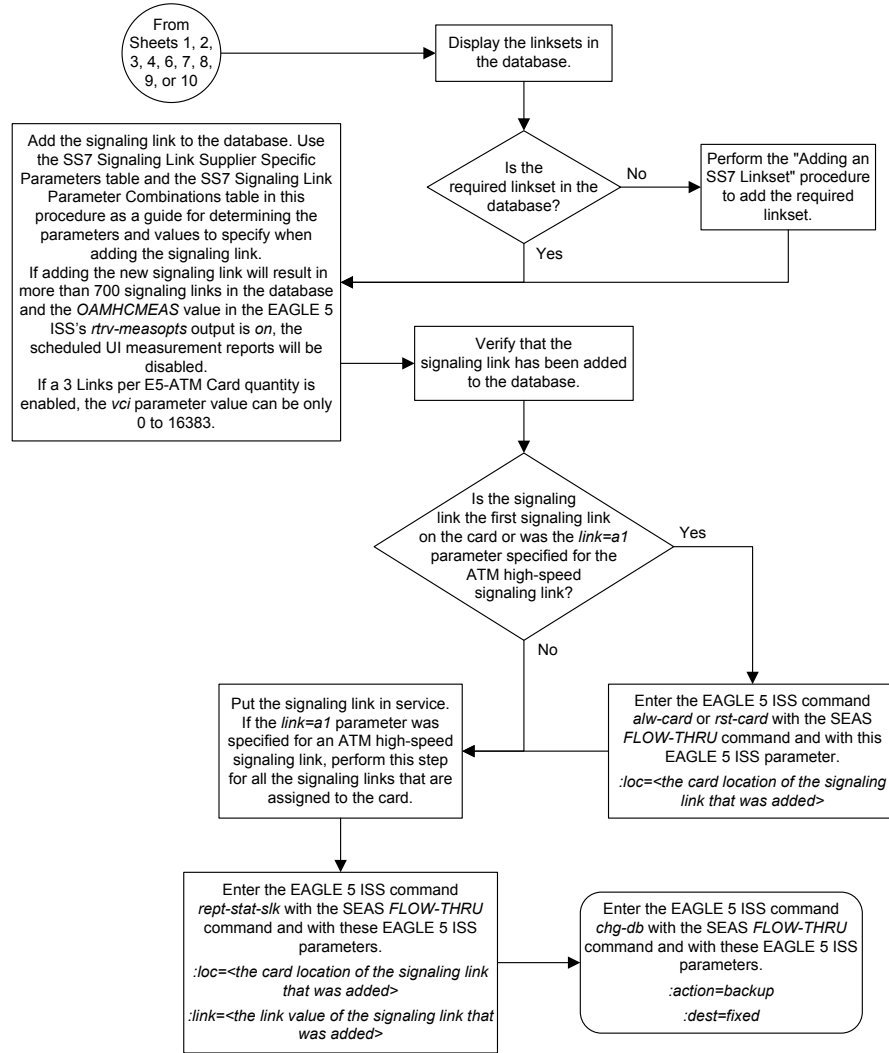 From
Sheets 1, 2,
3, 4, 6, 7, 8,
9, or 10
Display the linksets in
the database.
Is the
required linkset in the
database?
No
Perform the "Adding an
SS7 Linkset" procedure
to add the required
linkset.
Yes
Add the signaling link to the database. Use
the SS7 Signaling Link Supplier Specific
Parameters table and the SS7 Signaling Link
Parameter Combinations table in this
procedure as a guide for determining the
parameters and values to specify when
adding the signaling link.
If adding the new signaling link will result in
more than 700 signaling links in the database
and the OAMHCMEAS value in the EAGLE 5
ISS's rtrv-measopts output is on, the
scheduled UI measurement reports will be
disabled.
If a 3 Links per E5-ATM Card quantity is
enabled, the vci parameter value can be only
0 to 16383.
Verify that the
signaling link has been added
to the database.
Is the signaling
link the first signaling link
on the card or was the link=a1
parameter specified for the
ATM high-speed
signaling link?
Yes
No
Enter the EAGLE 5 ISS command
alw-card or rst-card with the SEAS
FLOW-THRU command and with this
EAGLE 5 ISS parameter.
:loc=<the card location of the signaling
link that was added>
Put the signaling link in service.
If the link=a1 parameter was
specified for an ATM high-speed
signaling link, perform this step
for all the signaling links that are
assigned to the card.
Enter the EAGLE 5 ISS command
rept-stat-slk with the SEAS FLOW-THRU
command and with these EAGLE 5 ISS
parameters.
:loc=<the card location of the signaling link
that was added>
:link=<the link value of the signaling link that
was added>
Enter the EAGLE 5 ISS command
chg-db with the SEAS FLOW-THRU
command and with these EAGLE 5 ISS
parameters.
:action=backup
:dest=fixed